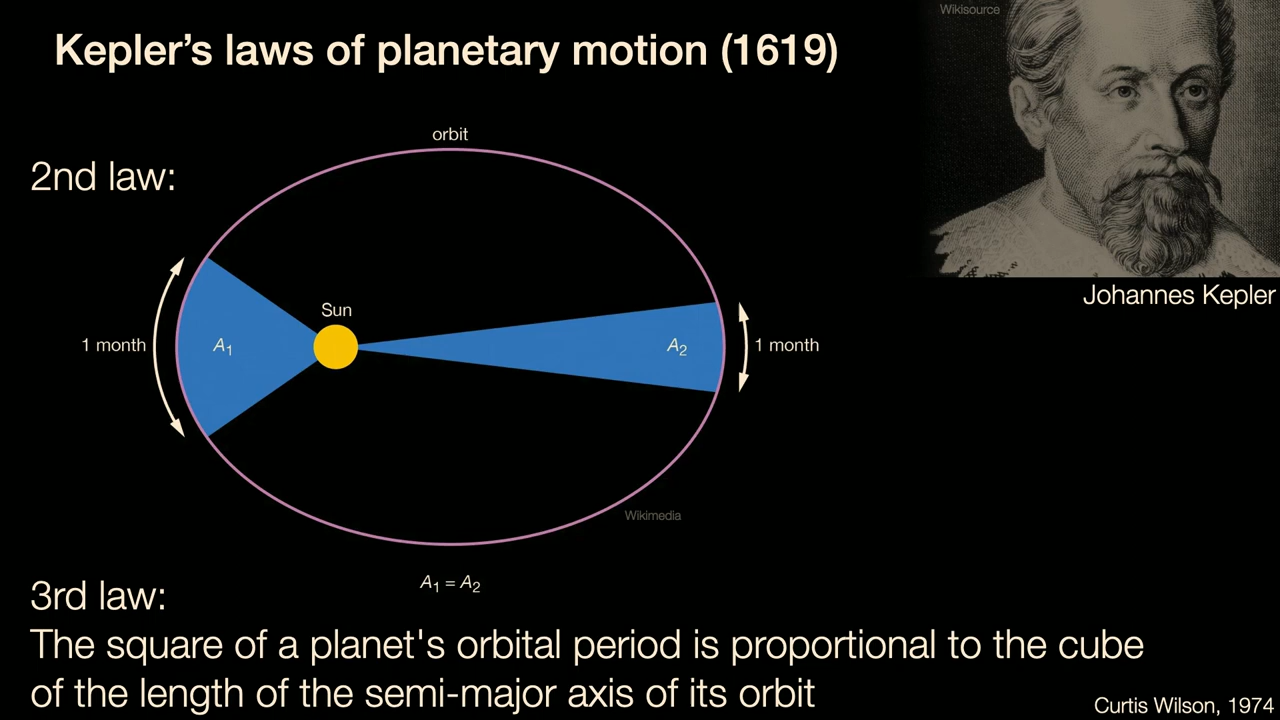 Wikisource
Kepler’s laws of planetary motion (1619)
orbit
2nd law:
Sun
1 month
A1
A2
1 month
Johannes Kepler
Wikimedia
A1 = A2
3rd law:
The square of a planet's orbital period is proportional to the cube
of the length of the semi-major axis of its orbit
Curtis Wilson, 1974